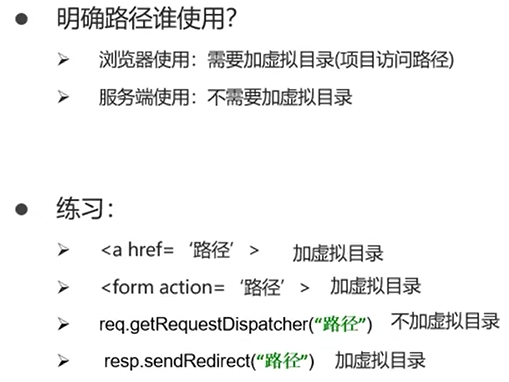 明确路径谁使用?
浏览器使用：需要加虚拟目录(项目访问路径)
服务端使用：不需要加虚拟目录
练习：
<a href=‘路径’> 加虚拟目录
<form action=‘路径’> 加虚拟目录
req.getRequestDispatcher(“路径”) 不加虚拟目录
resp.sendRedirect(“路径”) 加虚拟目录